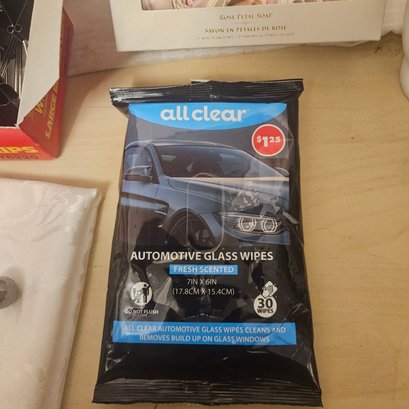 ROSE PETAL SOAP
SAVON EN PETALES DE ROSE
all clear
$1.25
AUTOMOTIVE GLASS WIPES
FRESH SCENTED
7IN X 6IN
(17.8CM X 15.4CM)
DO NOT FLUSH
30
WIPES
ALL CLEAR AUTOMOTIVE GLASS WIPES CLEANS AND
REMOVES BUILD UP ON GLASS WINDOWS